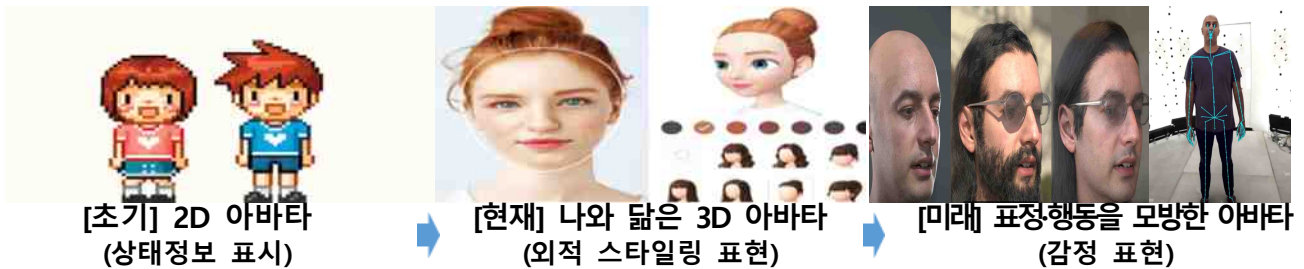 [초기] 2D 아바타
(상태정보 표시)
[현재] 나와 닮은 3D 아바타
(외적 스타일링 표현)
[미래] 표정·행동을 모방한 아바타
(감정 표현)